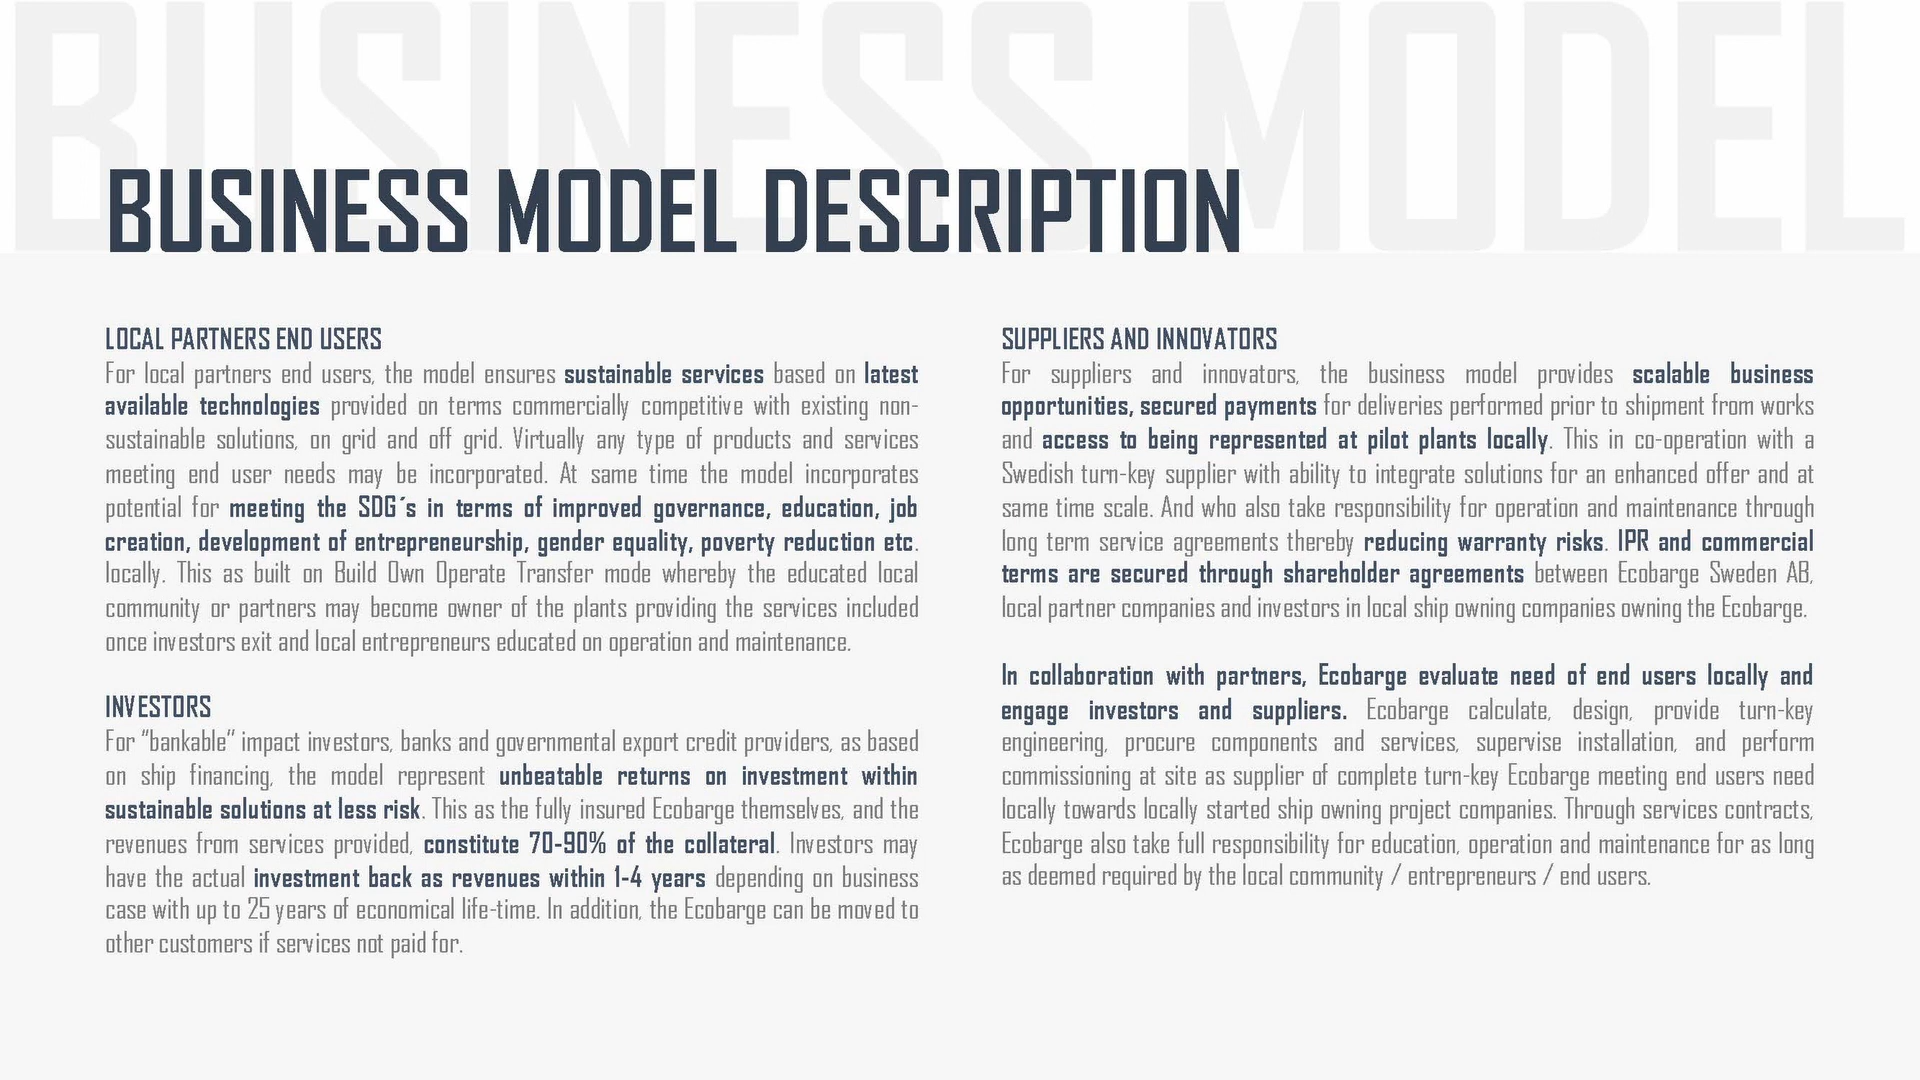 BUSINESS MODEL
BUSINESS MODEL DESCRIPTION
LOCAL PARTNERS END USERS
For local partners end users, the model ensures sustainable services based on latest
available technologies provided on terms commercially competitive with existing non-
sustainable solutions, on grid and off grid. Virtually any type of products and services
meeting end user needs may be incorporated. At same time the model incorporates
potential for meeting the SDG´s in terms of improved governance, education, job
creation, development of entrepreneurship, gender equality, poverty reduction etc.
locally. This as built on Build Own Operate Transfer mode whereby the educated local
community or partners may become owner of the plants providing the services included
once investors exit and local entrepreneurs educated on operation and maintenance.
INVESTORS
For “bankable” impact investors, banks and governmental export credit providers, as based
on ship financing, the model represent unbeatable returns on investment within
sustainable solutions at less risk. This as the fully insured Ecobarge themselves, and the
revenues from services provided, constitute 70-90% of the collateral. Investors may
have the actual investment back as revenues within 1-4 years depending on business
case with up to 25 years of economical life-time. In addition, the Ecobarge can be moved to
other customers if services not paid for.
SUPPLIERS AND INNOVATORS
For suppliers and innovators, the business model provides scalable business
opportunities, secured payments for deliveries performed prior to shipment from works
and access to being represented at pilot plants locally. This in co-operation with a
Swedish turn-key supplier with ability to integrate solutions for an enhanced offer and at
same time scale. And who also take responsibility for operation and maintenance through
long term service agreements thereby reducing warranty risks. IPR and commercial
terms are secured through shareholder agreements between Ecobarge Sweden AB,
local partner companies and investors in local ship owning companies owning the Ecobarge.
In collaboration with partners, Ecobarge evaluate need of end users locally and
engage investors and suppliers. Ecobarge calculate, design, provide turn-key
engineering, procure components and services, supervise installation, and perform
commissioning at site as supplier of complete turn-key Ecobarge meeting end users need
locally towards locally started ship owning project companies. Through services contracts,
Ecobarge also take full responsibility for education, operation and maintenance for as long
as deemed required by the local community / entrepreneurs / end users.